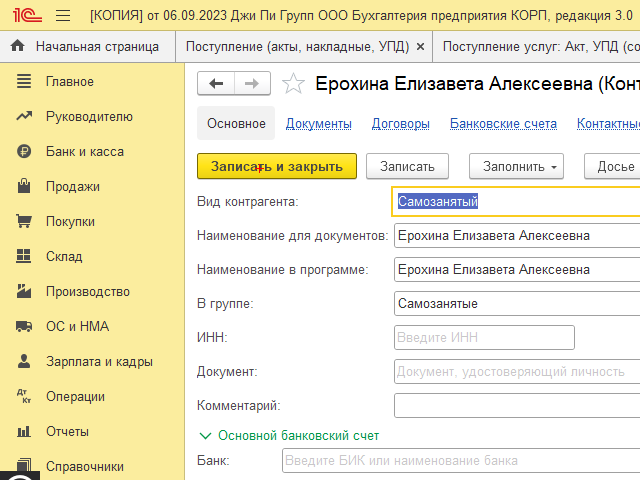 1С [КОПИЯ] от 06.09.2023 Джи Пи Групп ООО Бухгалтерия предприятия КОРП, редакция 3.0
Начальная страница Поступление (акты, накладные, УПД) × Поступление услуг: Акт, УПД (со
Главное
Руководителю
Банк и касса
Продажи
Покупки
Склад
Производство
ОС и НМА
Зарплата и кадры
Дт Кт Операции
Отчеты
Справочники
Ерохина Елизавета Алексеевна (Конт
Основное Документы Договоры Банковские счета Контактные
Записать и закрыть Записать Заполнить Досье
Вид контрагента: Самозанятый
Наименование для документов: Ерохина Елизавета Алексеевна
Наименование в программе: Ерохина Елизавета Алексеевна
В группе: Самозанятые
ИНН: Введите ИНН
Документ: Документ, удостоверяющий личность
Комментарий:
Основной банковский счет
Банк: Введите БИК или наименование банка